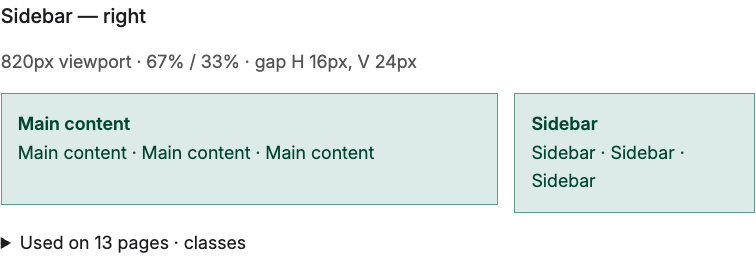 Sidebar — right
820px viewport · 67% / 33% · gap H 16px, V 24px
Main content
Main content · Main content · Main content
Sidebar
Sidebar · Sidebar ·
Sidebar
Used on 13 pages · classes